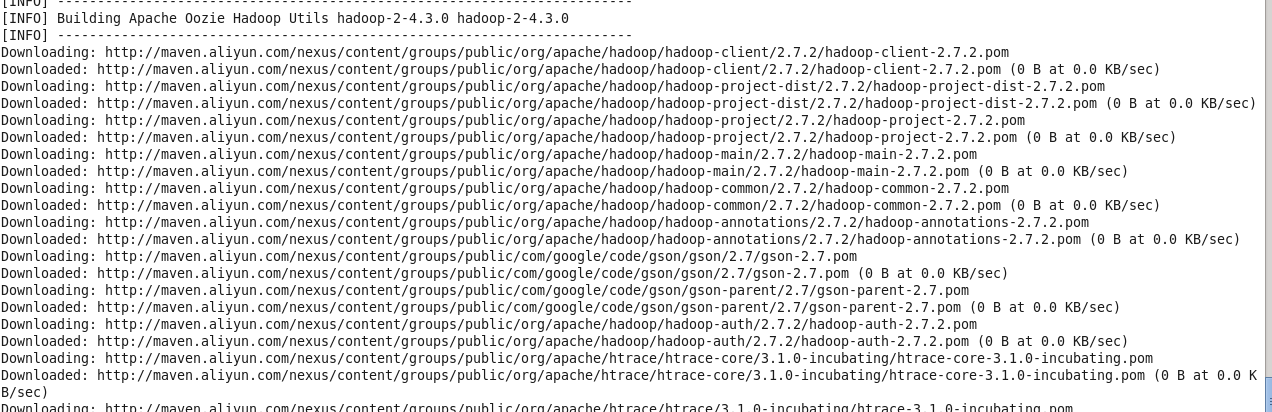 [INFO] ------------------------------------------------------------------------
[INFO] Building Apache Oozie Hadoop Utils hadoop-2-4.3.0 hadoop-2-4.3.0
[INFO] ------------------------------------------------------------------------
Downloading: http://maven.aliyun.com/nexus/content/groups/public/org/apache/hadoop/hadoop-client/2.7.2/hadoop-client-2.7.2.pom
Downloaded: http://maven.aliyun.com/nexus/content/groups/public/org/apache/hadoop/hadoop-client/2.7.2/hadoop-client-2.7.2.pom (0 B at 0.0 KB/sec)
Downloading: http://maven.aliyun.com/nexus/content/groups/public/org/apache/hadoop/hadoop-project-dist/2.7.2/hadoop-project-dist-2.7.2.pom
Downloaded: http://maven.aliyun.com/nexus/content/groups/public/org/apache/hadoop/hadoop-project-dist/2.7.2/hadoop-project-dist-2.7.2.pom (0 B at 0.0 KB/sec)
Downloading: http://maven.aliyun.com/nexus/content/groups/public/org/apache/hadoop/hadoop-project/2.7.2/hadoop-project-2.7.2.pom
Downloaded: http://maven.aliyun.com/nexus/content/groups/public/org/apache/hadoop/hadoop-project/2.7.2/hadoop-project-2.7.2.pom (0 B at 0.0 KB/sec)
Downloading: http://maven.aliyun.com/nexus/content/groups/public/org/apache/hadoop/hadoop-main/2.7.2/hadoop-main-2.7.2.pom
Downloaded: http://maven.aliyun.com/nexus/content/groups/public/org/apache/hadoop/hadoop-main/2.7.2/hadoop-main-2.7.2.pom (0 B at 0.0 KB/sec)
Downloading: http://maven.aliyun.com/nexus/content/groups/public/org/apache/hadoop/hadoop-common/2.7.2/hadoop-common-2.7.2.pom
Downloaded: http://maven.aliyun.com/nexus/content/groups/public/org/apache/hadoop/hadoop-common/2.7.2/hadoop-common-2.7.2.pom (0 B at 0.0 KB/sec)
Downloading: http://maven.aliyun.com/nexus/content/groups/public/org/apache/hadoop/hadoop-annotations/2.7.2/hadoop-annotations-2.7.2.pom
Downloaded: http://maven.aliyun.com/nexus/content/groups/public/org/apache/hadoop/hadoop-annotations/2.7.2/hadoop-annotations-2.7.2.pom (0 B at 0.0 KB/sec)
Downloading: http://maven.aliyun.com/nexus/content/groups/public/com/google/code/gson/gson/2.7/gson-2.7.pom
Downloaded: http://maven.aliyun.com/nexus/content/groups/public/com/google/code/gson/gson/2.7/gson-2.7.pom (0 B at 0.0 KB/sec)
Downloading: http://maven.aliyun.com/nexus/content/groups/public/com/google/code/gson/gson-parent/2.7/gson-parent-2.7.pom
Downloaded: http://maven.aliyun.com/nexus/content/groups/public/com/google/code/gson/gson-parent/2.7/gson-parent-2.7.pom (0 B at 0.0 KB/sec)
Downloading: http://maven.aliyun.com/nexus/content/groups/public/org/apache/hadoop/hadoop-auth/2.7.2/hadoop-auth-2.7.2.pom
Downloaded: http://maven.aliyun.com/nexus/content/groups/public/org/apache/hadoop/hadoop-auth/2.7.2/hadoop-auth-2.7.2.pom (0 B at 0.0 KB/sec)
Downloading: http://maven.aliyun.com/nexus/content/groups/public/org/apache/htrace/htrace-core/3.1.0-incubating/htrace-core-3.1.0-incubating.pom
Downloaded: http://maven.aliyun.com/nexus/content/groups/public/org/apache/htrace/htrace-core/3.1.0-incubating/htrace-core-3.1.0-incubating.pom (0 B at 0.0 K
B/sec)
Downloading: http://maven.aliyun.com/nexus/content/groups/public/org/apache/htrace/htrace/3.1.0-incubating/htrace-3.1.0-incubating.pom